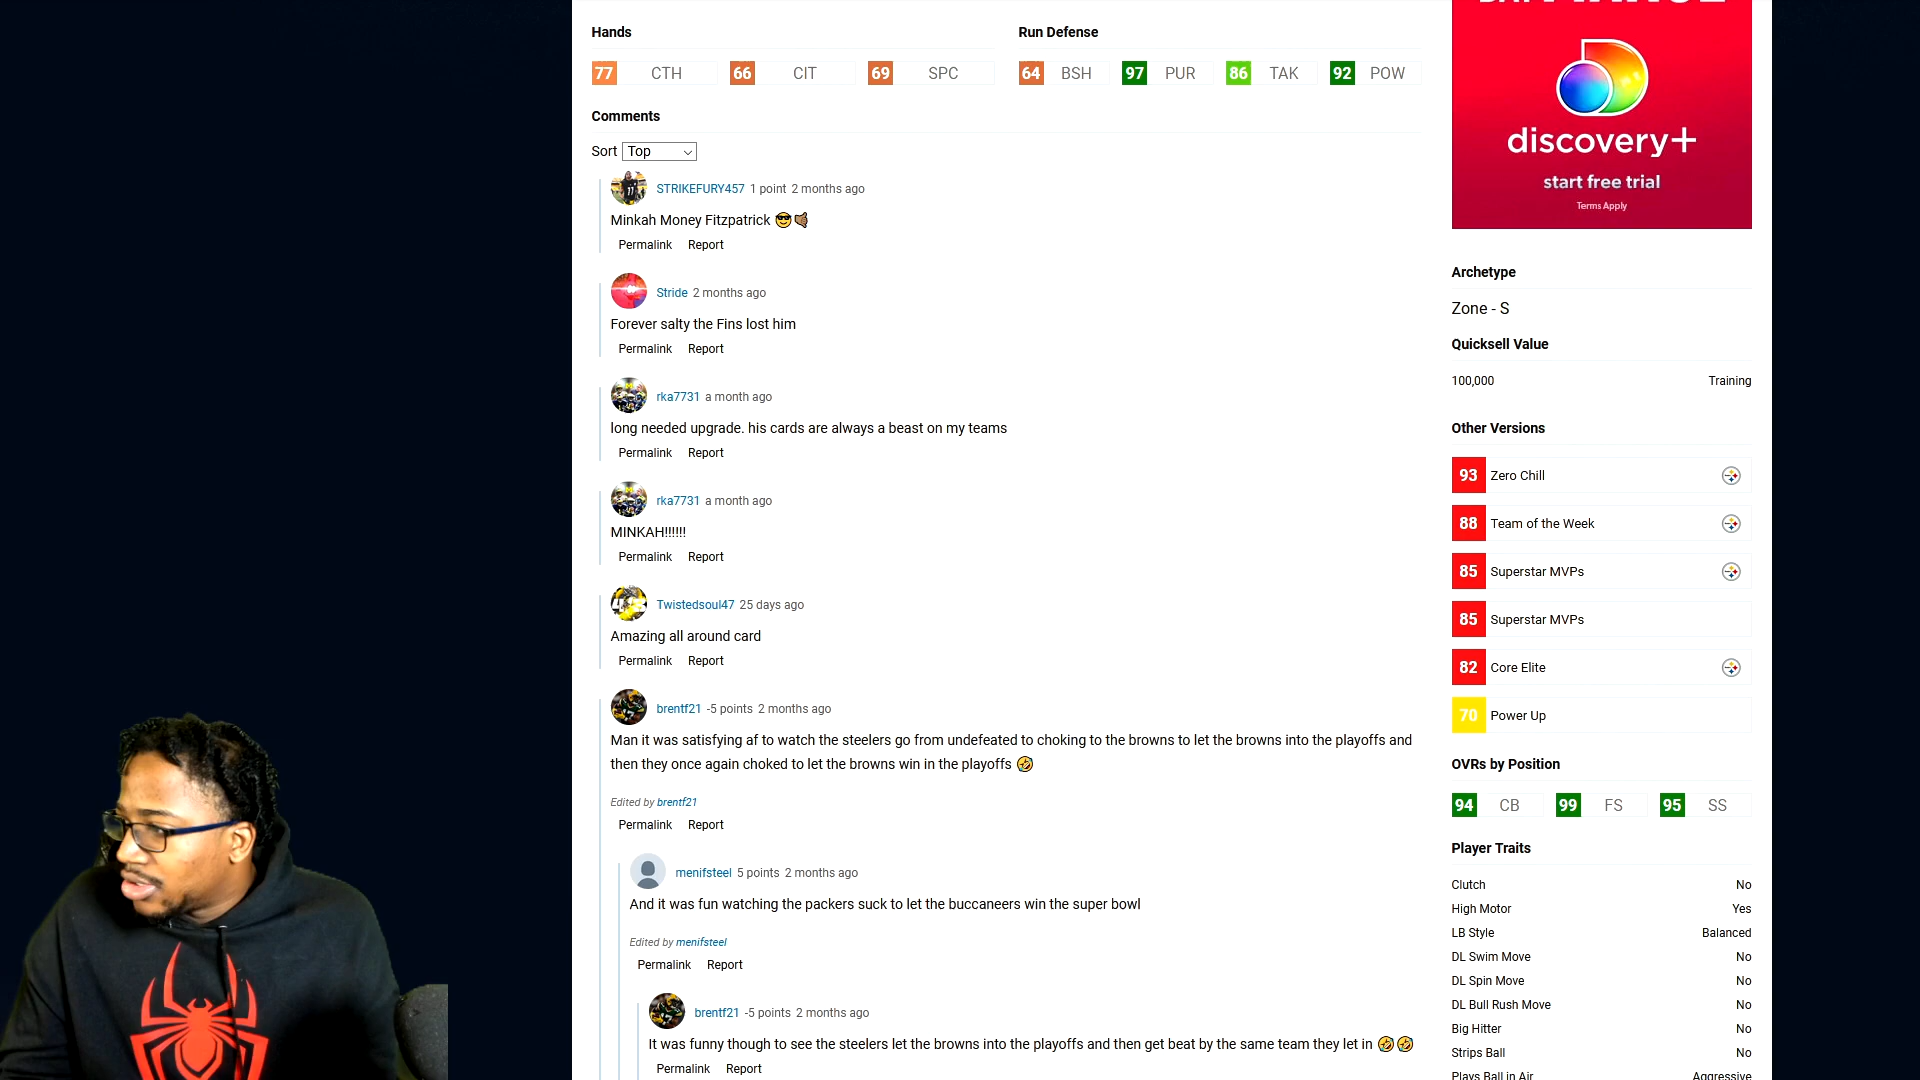 Hands
77 CTH 66 CIT 69 SPC
Run Defense
64 BSH 97 PUR 86 TAK 92 POW
Comments
Sort Top
STRIKEFURY457 1 point 2 months ago
Minkah Money Fitzpatrick 😎🤙🏾
Permalink Report
Stride 2 months ago
Forever salty the Fins lost him
Permalink Report
rka7731 a month ago
long needed upgrade. his cards are always a beast on my teams
Permalink Report
rka7731 a month ago
MINKAH!!!!!!
Permalink Report
Twistedsoul47 25 days ago
Amazing all around card
Permalink Report
brentf21 -5 points 2 months ago
Man it was satisfying af to watch the steelers go from undefeated to choking to the browns to let the browns into the playoffs and
then they once again choked to let the browns win in the playoffs 🤣
Edited by brentf21
Permalink Report
menifsteel 5 points 2 months ago
And it was fun watching the packers suck to let the buccaneers win the super bowl
Edited by menifsteel
Permalink Report
brentf21 -5 points 2 months ago
It was funny though to see the steelers let the browns into the playoffs and then get beat by the same team they let in 🤣🤣
Permalink Report
discovery+
start free trial
Terms Apply
Archetype
Zone - S
Quicksell Value
100,000 Training
Other Versions
93 Zero Chill
88 Team of the Week
85 Superstar MVPs
85 Superstar MVPs
82 Core Elite
70 Power Up
OVRs by Position
94 CB 99 FS 95 SS
Player Traits
Clutch No
High Motor Yes
LB Style Balanced
DL Swim Move No
DL Spin Move No
DL Bull Rush Move No
Big Hitter No
Strips Ball No
Plays Ball in Air Aggressive